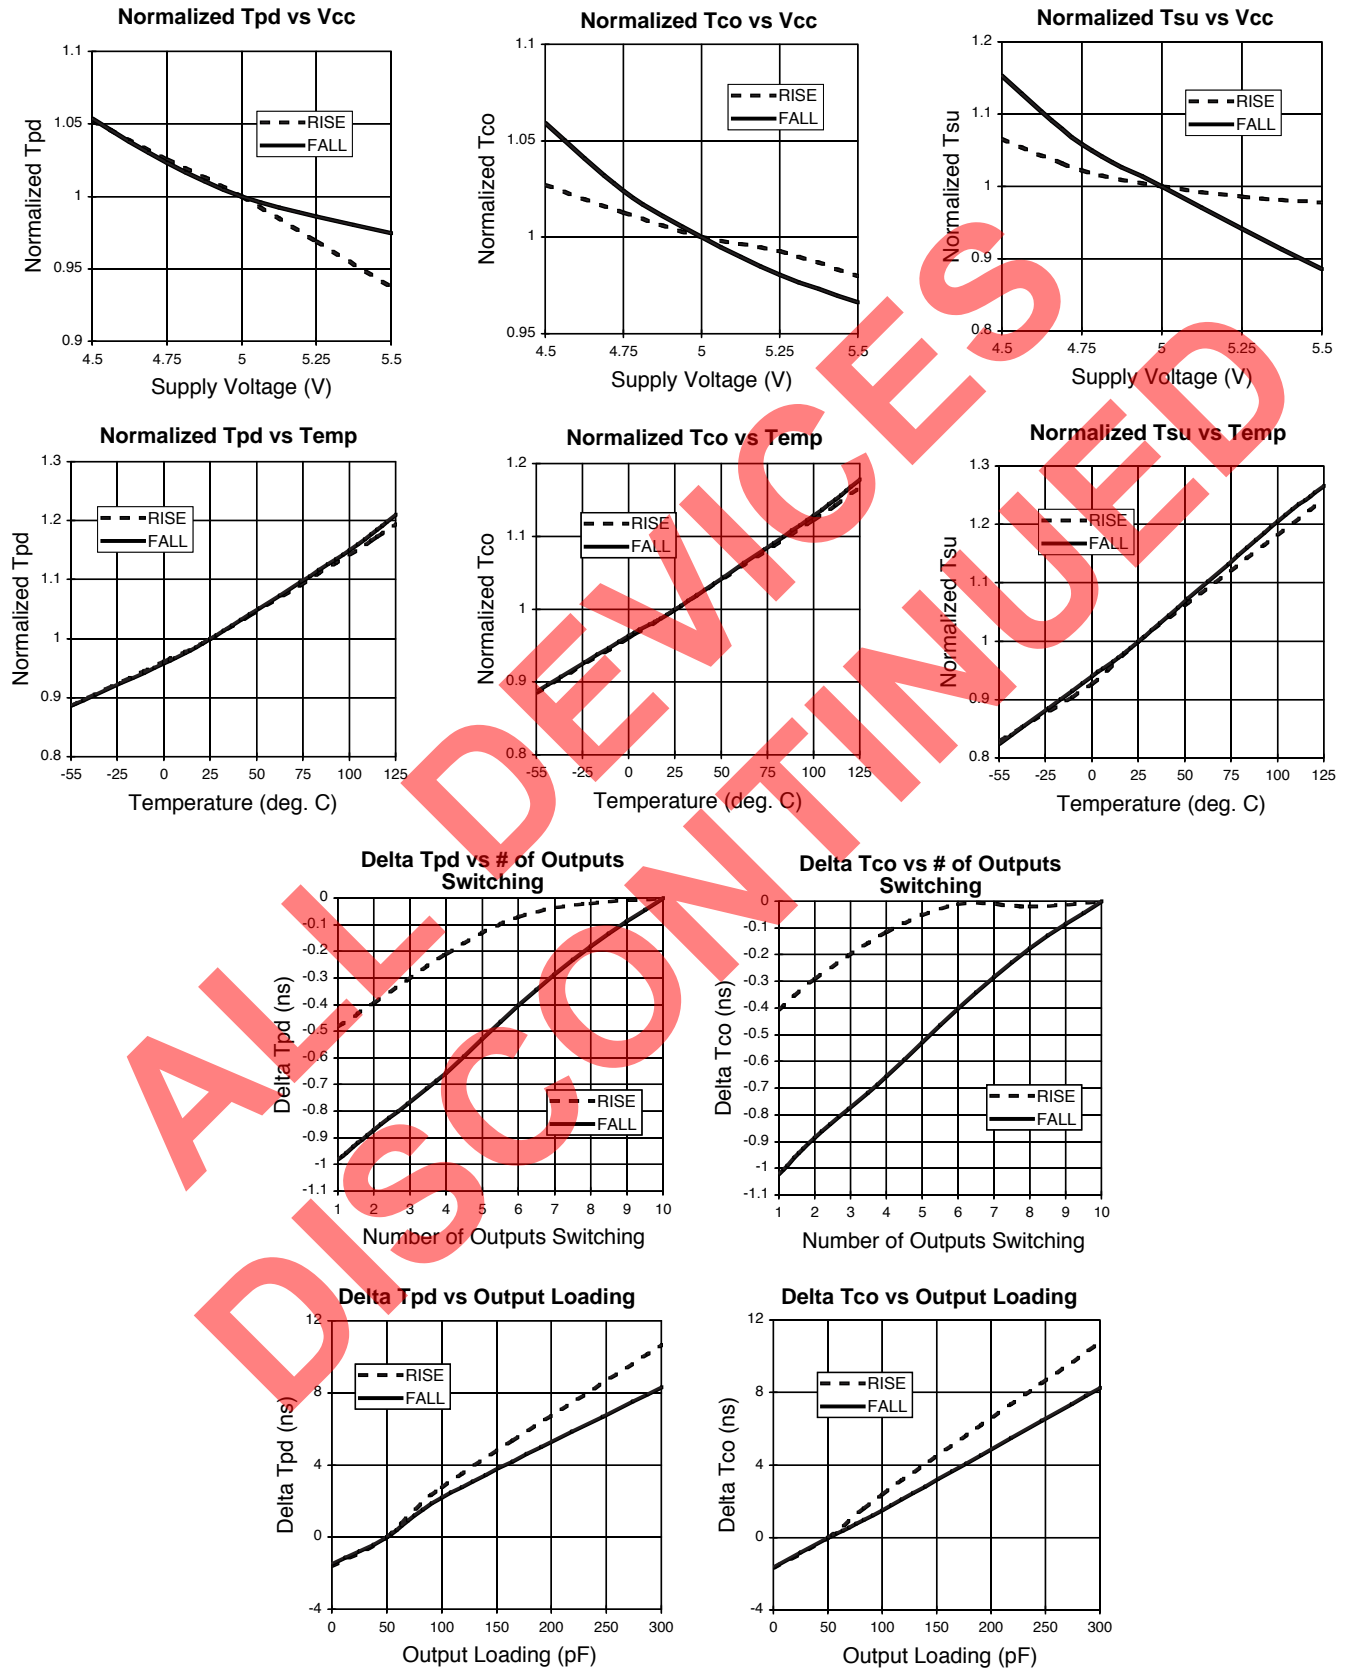 Normalized Tpd vs Vcc
Normalized Tpd
1.1
1.05
1
0.95
0.9
RISE
FALL
4.5 4.75 5 5.25 5.5
Supply Voltage (V)
Normalized Tco vs Vcc
Normalized Tco
1.1
1.05
1
0.95
RISE
FALL
4.5 4.75 5 5.25 5.5
Supply Voltage (V)
Normalized Tsu vs Vcc
Normalized Tsu
1.2
1.1
1
0.9
0.8
RISE
FALL
4.5 4.75 5 5.25 5.5
Supply Voltage (V)
Normalized Tpd vs Temp
Normalized Tpd
1.3
1.2
1.1
1
0.9
0.8
RISE
FALL
-55 -25 0 25 50 75 100 125
Temperature (deg. C)
Normalized Tco vs Temp
Normalized Tco
1.2
1.1
1
0.9
0.8
RISE
FALL
-55 -25 0 25 50 75 100 125
Temperature (deg. C)
Normalized Tsu vs Temp
Normalized Tsu
1.3
1.2
1.1
1
0.9
0.8
RISE
FALL
-55 -25 0 25 50 75 100 125
Temperature (deg. C)
Delta Tpd vs # of Outputs
Switching
Delta Tpd (ns)
0
-0.1
-0.2
-0.3
-0.4
-0.5
-0.6
-0.7
-0.8
-0.9
-1
-1.1
RISE
FALL
1 2 3 4 5 6 7 8 9 10
Number of Outputs Switching
Delta Tco vs # of Outputs
Switching
Delta Tco (ns)
0
-0.1
-0.2
-0.3
-0.4
-0.5
-0.6
-0.7
-0.8
-0.9
-1
-1.1
RISE
FALL
1 2 3 4 5 6 7 8 9 10
Number of Outputs Switching
Delta Tpd vs Output Loading
Delta Tpd (ns)
12
8
4
0
-4
RISE
FALL
0 50 100 150 200 250 300
Output Loading (pF)
Delta Tco vs Output Loading
Delta Tco (ns)
12
8
4
0
-4
RISE
FALL
0 50 100 150 200 250 300
Output Loading (pF)
ALL DEVICES
DISCONTINUED